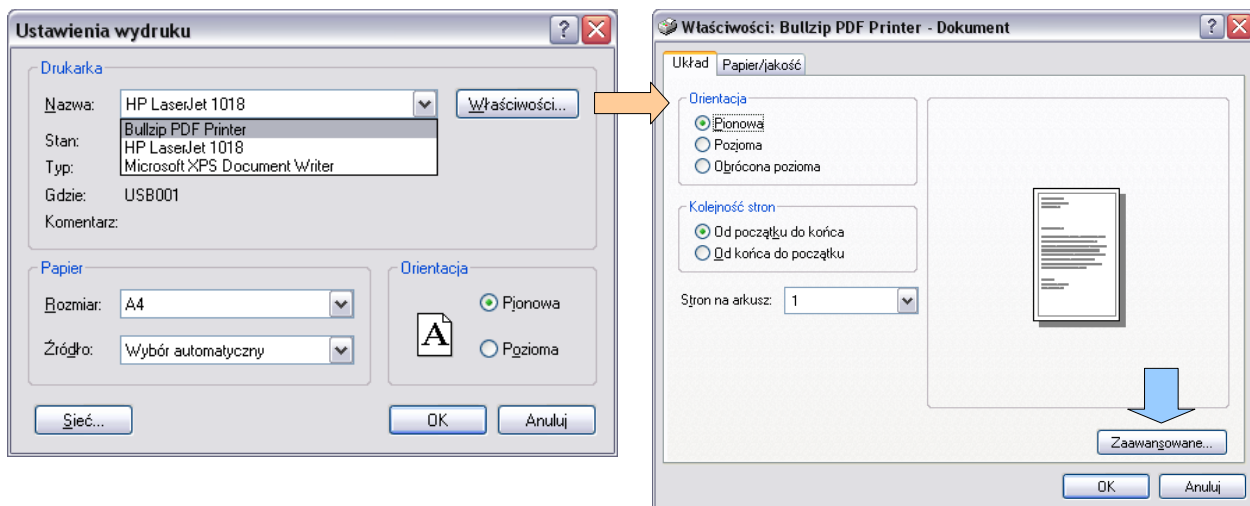 Ustawienia wydruku
Drukarka
Nazwa: HP LaserJet 1018 Właściwości...
Bullzip PDF Printer
Stan: HP LaserJet 1018
Typ: Microsoft XPS Document Writer
Gdzie: USB001
Komentarz:
Papier
Rozmiar: A4
Źródło: Wybór automatyczny
Orientacja
A
Pionowa
Pozioma
Sieć... OK Anuluj
Właściwości: Bullzip PDF Printer - Dokument
Układ Papier/jakość
Orientacja
Pionowa
Pozioma
Obrócona pozioma
Kolejność stron
Od początku do końca
Od końca do początku
Stron na arkusz: 1
Zaawansowane...
OK Anuluj